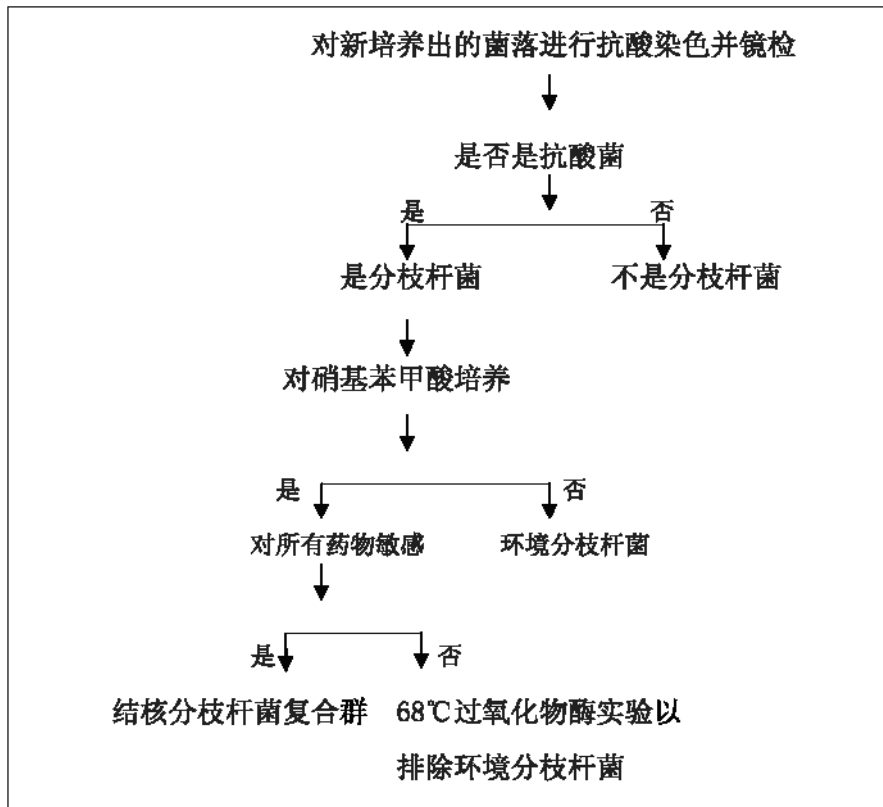 对新培养出的菌落进行抗酸染色并镜检
是否是抗酸菌
是
否
是分枝杆菌
不是分枝杆菌
对硝基苯甲酸培养
是
否
对所有药物敏感
环境分枝杆菌
是
否
结核分枝杆菌复合群
68℃过氧化物酶实验以
排除环境分枝杆菌